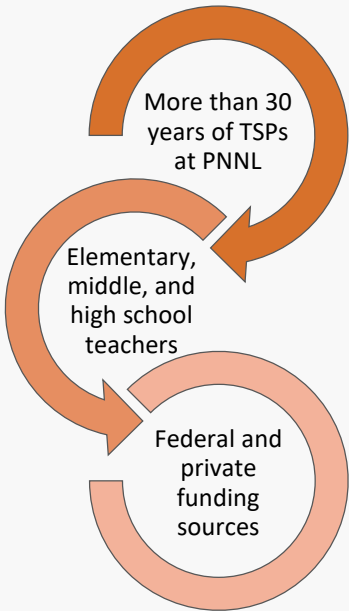 More than 30
years of TSPs
at PNNL
Elementary,
middle, and
high school
teachers
Federal and
private
funding
sources